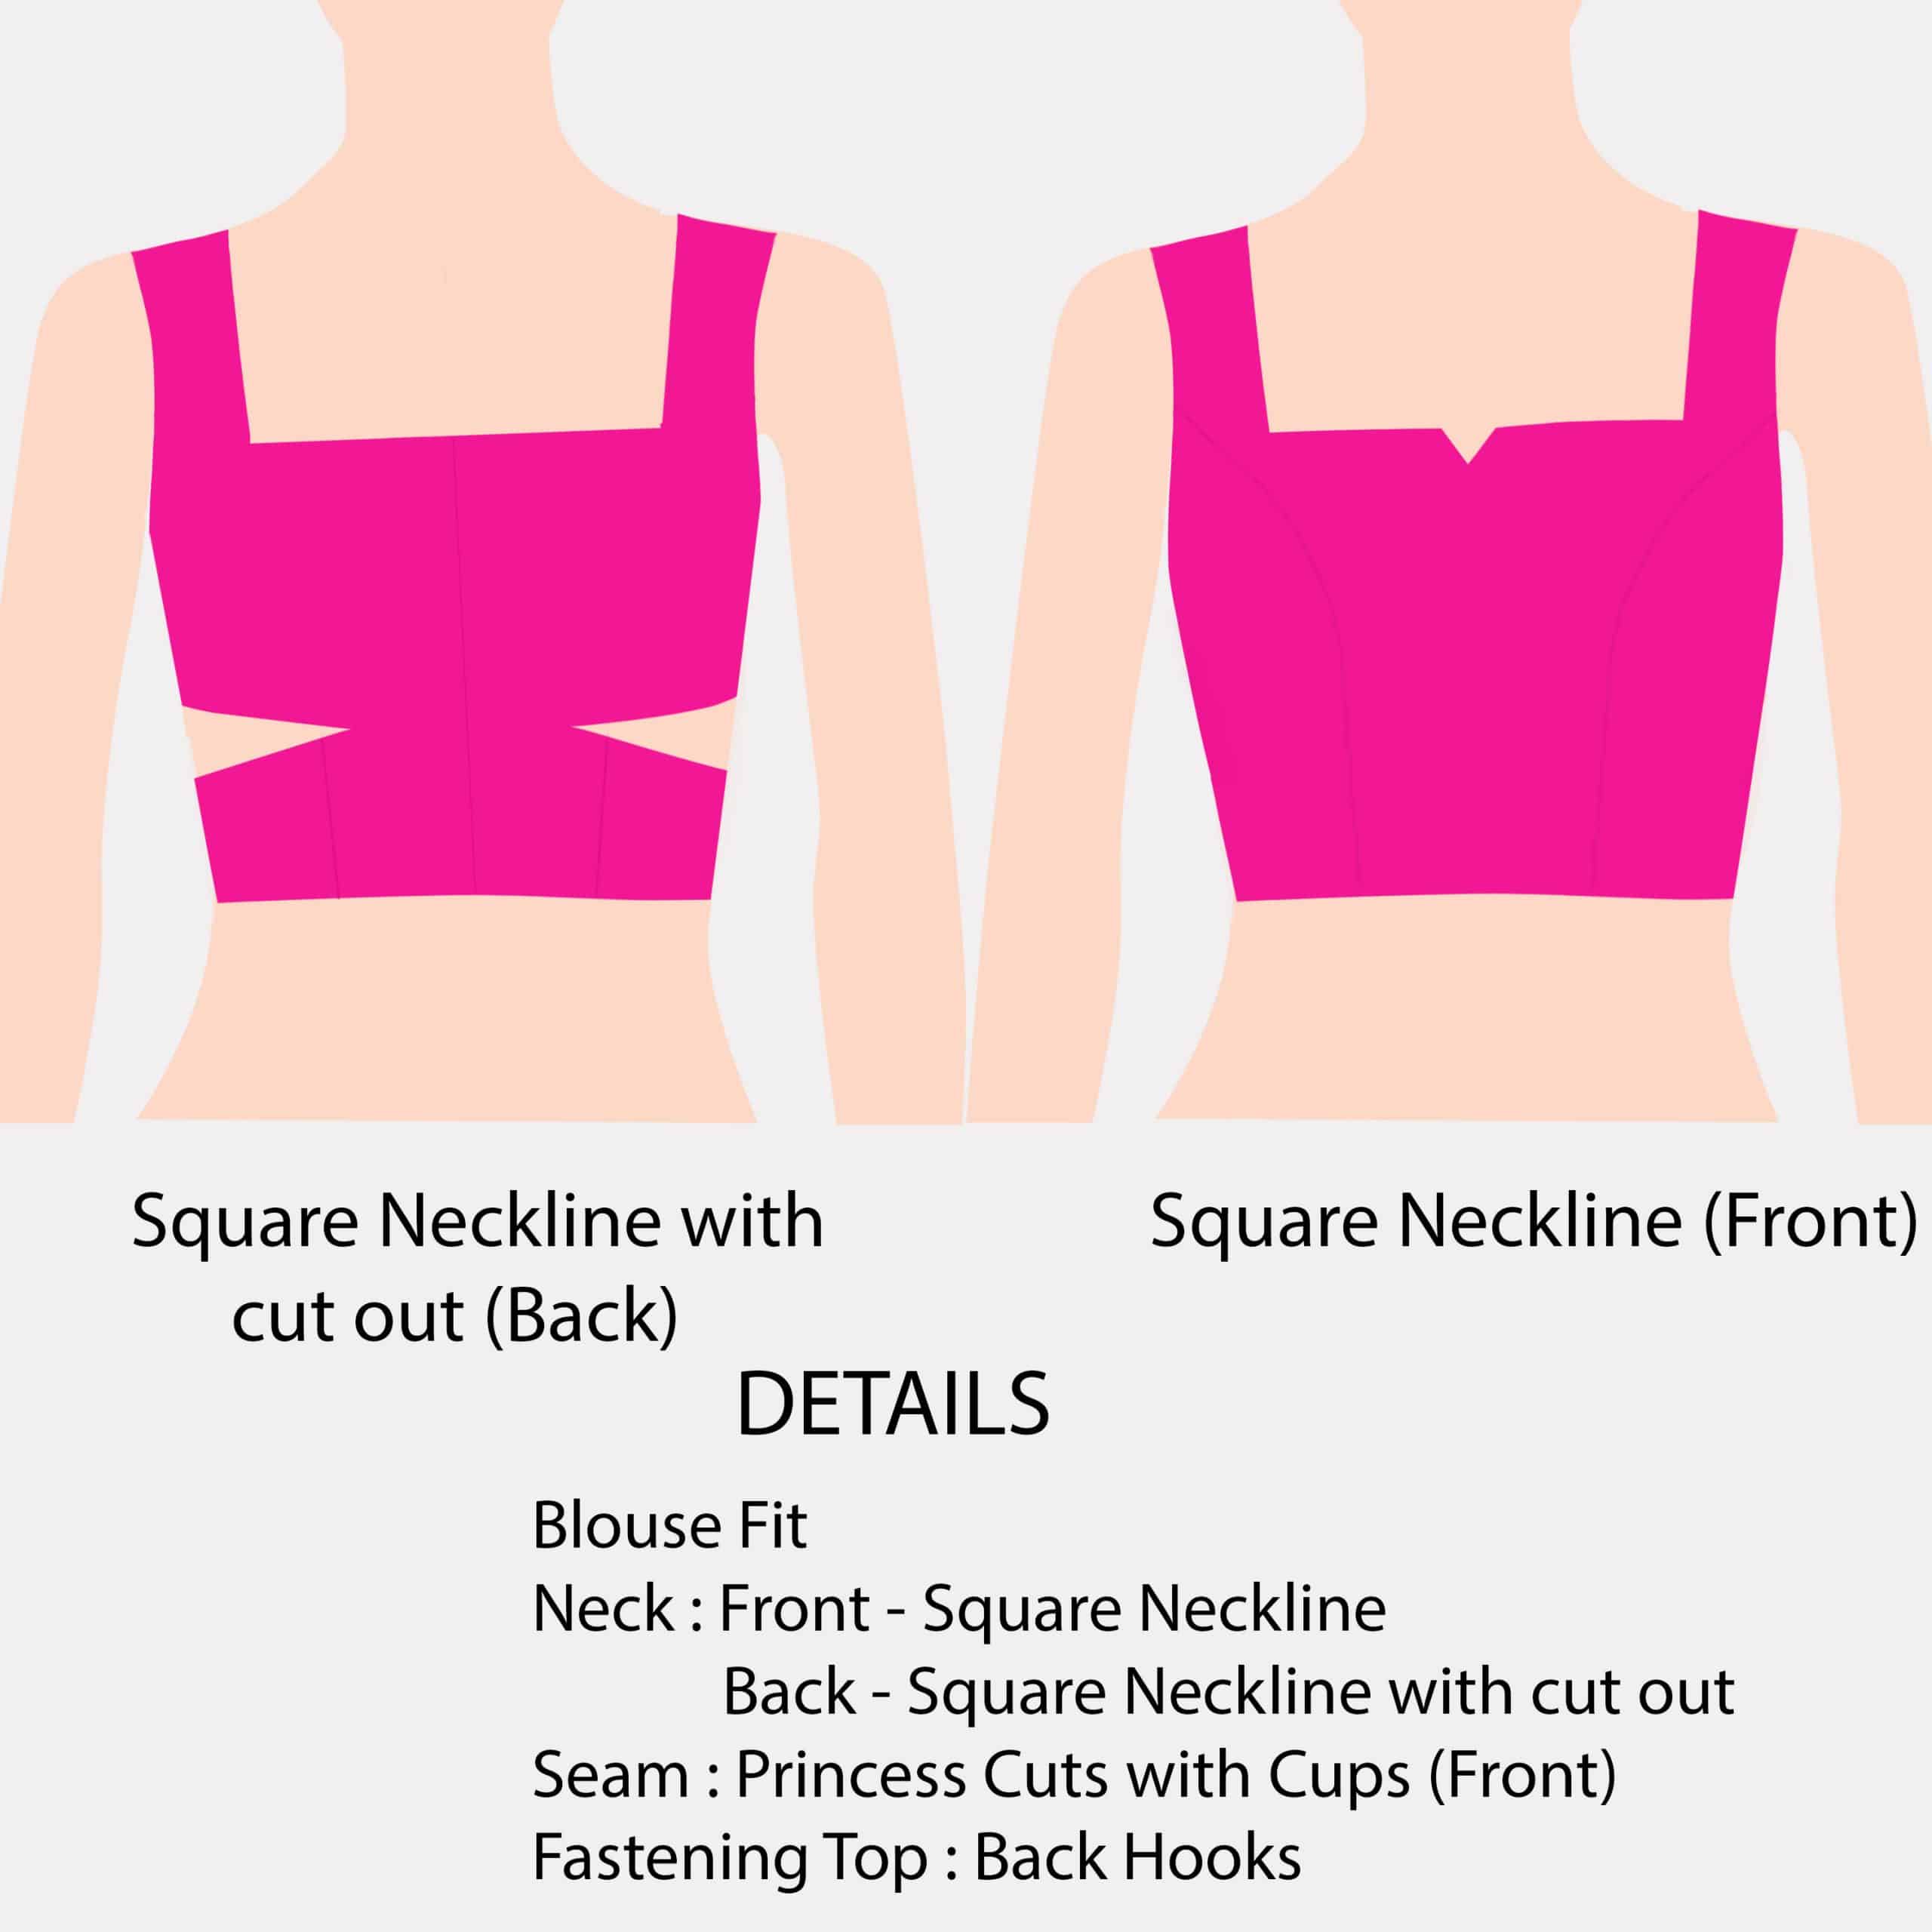 Square Neckline with
cut out (Back)
Square Neckline (Front)
DETAILS
Blouse Fit
Neck : Front - Square Neckline
Back - Square Neckline with cut out
Seam : Princess Cuts with Cups (Front)
Fastening Top : Back Hooks